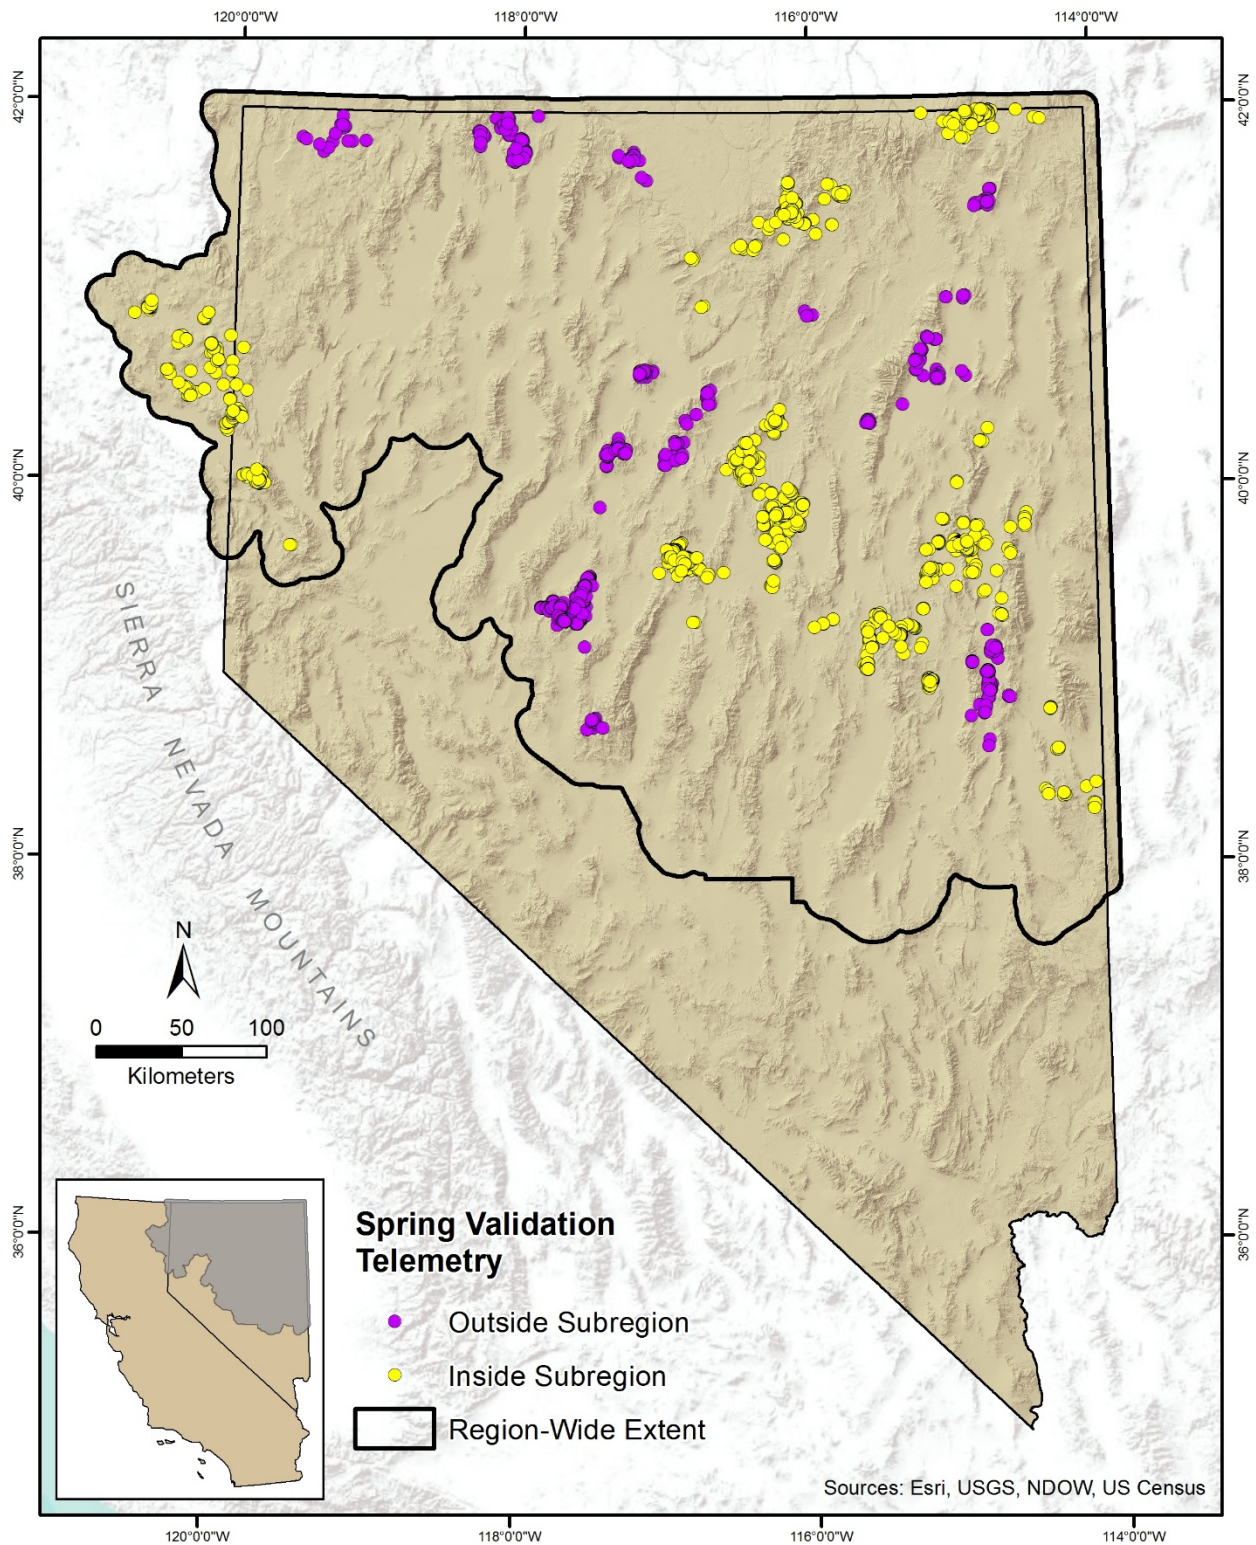 120°0'0"W 118°0'0"W 116°0'0"W 114°0'0"W
42°0'0"N
42°0'0"N
40°0'0"N
40°0'0"N
SIERRA NEVADA MOUNTAINS
38°0'0"N
38°0'0"N
N
0 50 100
Kilometers
36°0'0"N
36°0'0"N
Spring Validation
Telemetry
Outside Subregion
Inside Subregion
Region-Wide Extent
Sources: Esri, USGS, NDOW, US Census
120°0'0"W 118°0'0"W 116°0'0"W 114°0'0"W